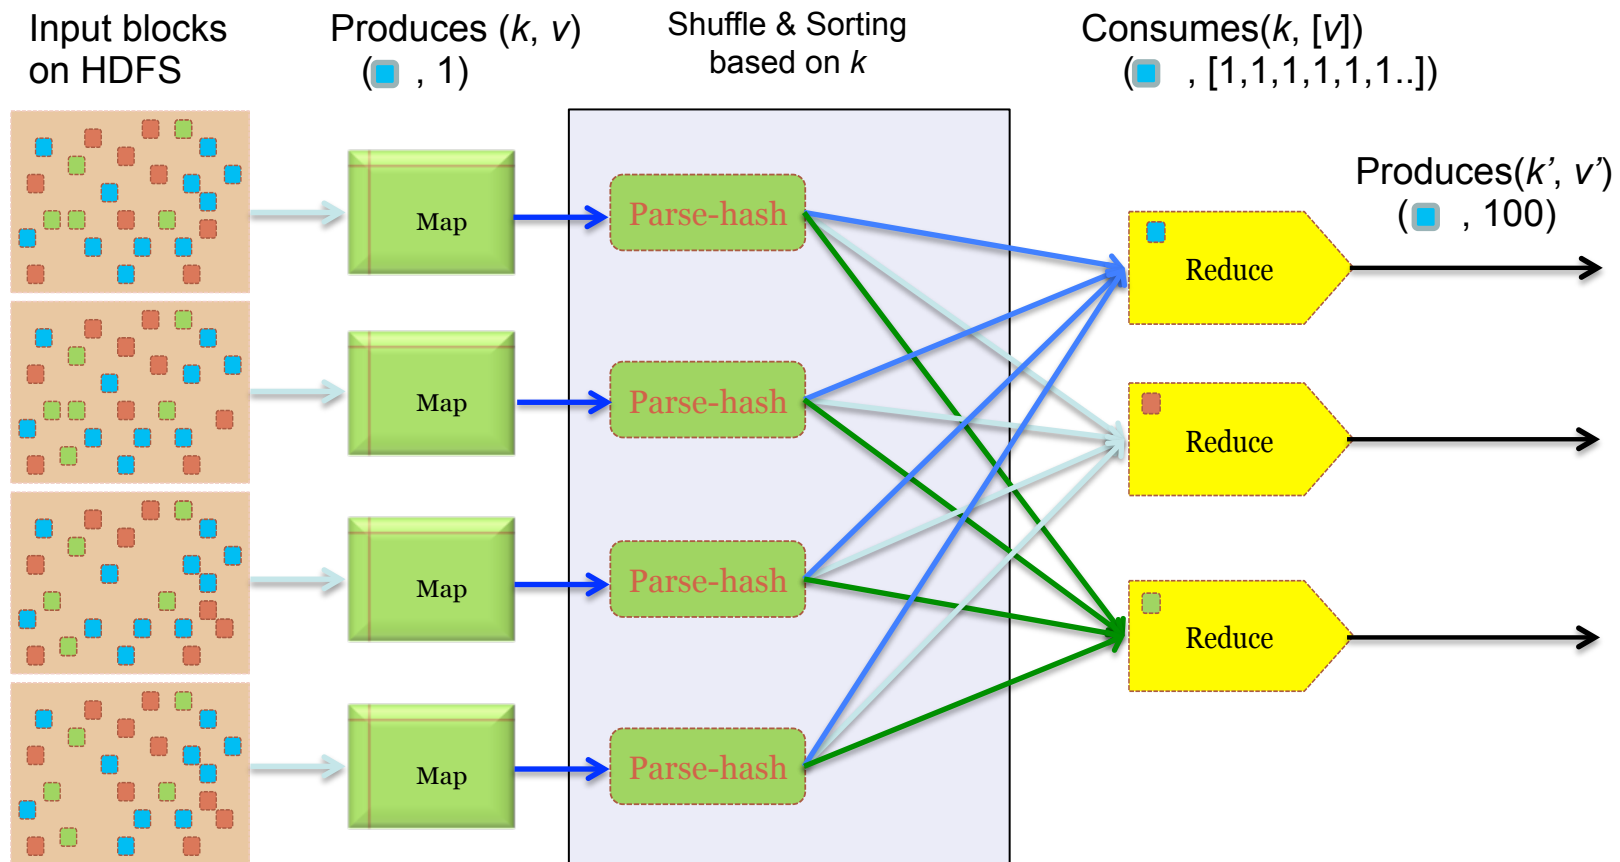 Input blocks
on HDFS
Produces (k, v)
( , 1)
Shuffle & Sorting
based on k
Consumes(k, [v])
( , [1,1,1,1,1,1..])
Produces(k’, v’)
( , 100)
Map
Parse-hash
Reduce
Map
Parse-hash
Reduce
Map
Parse-hash
Reduce
Map
Parse-hash